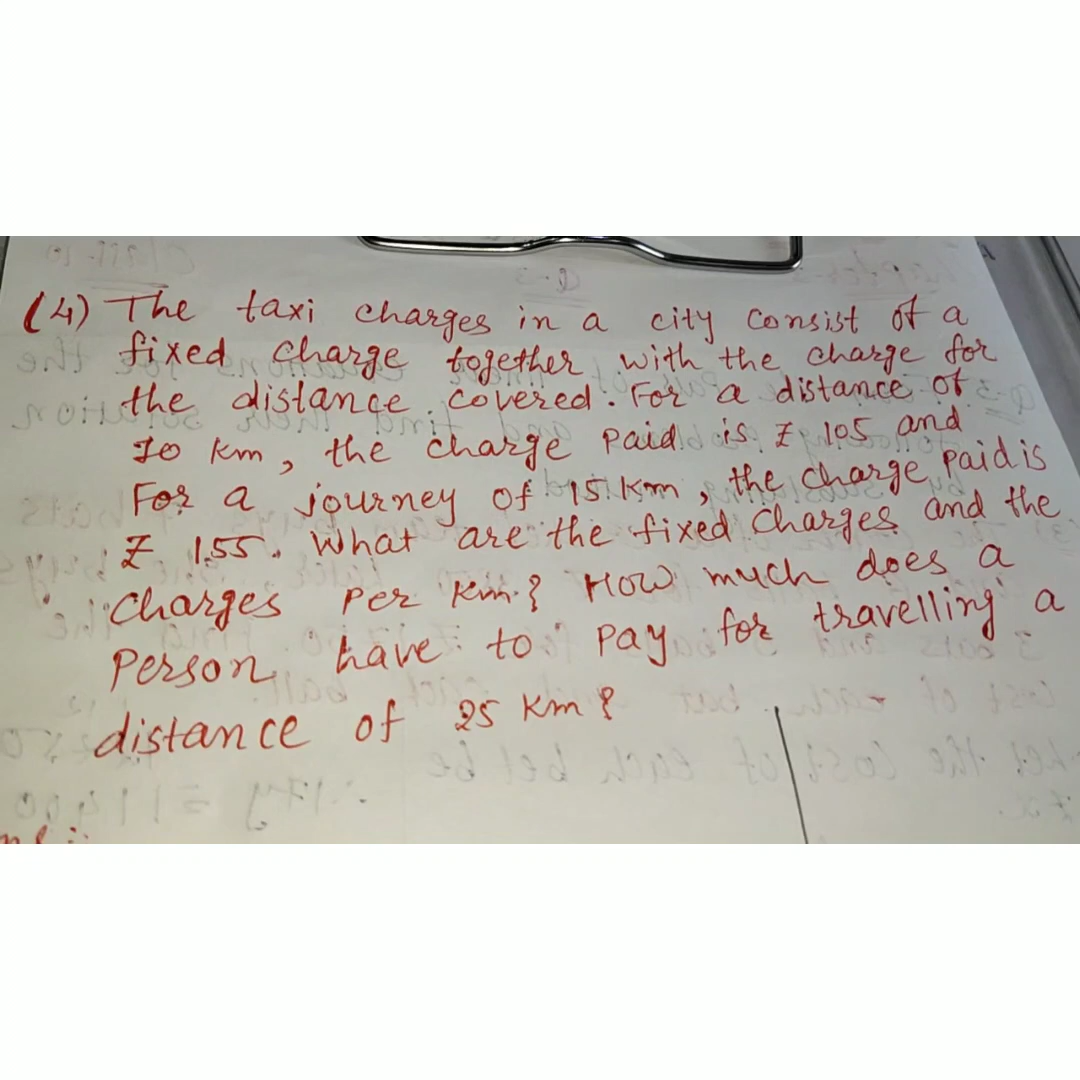 (4) The taxi charges in a city consist of a
fixed charge together with the charge for
the distance covered. For a distance of
10 km, the charge paid is ₹ 105 and
For a journey of 15 Km, the charge paid is
₹ 155. What are the fixed charges and the
charges per Km.? How much does a
person have to pay for travelling a
distance of 25 Km?